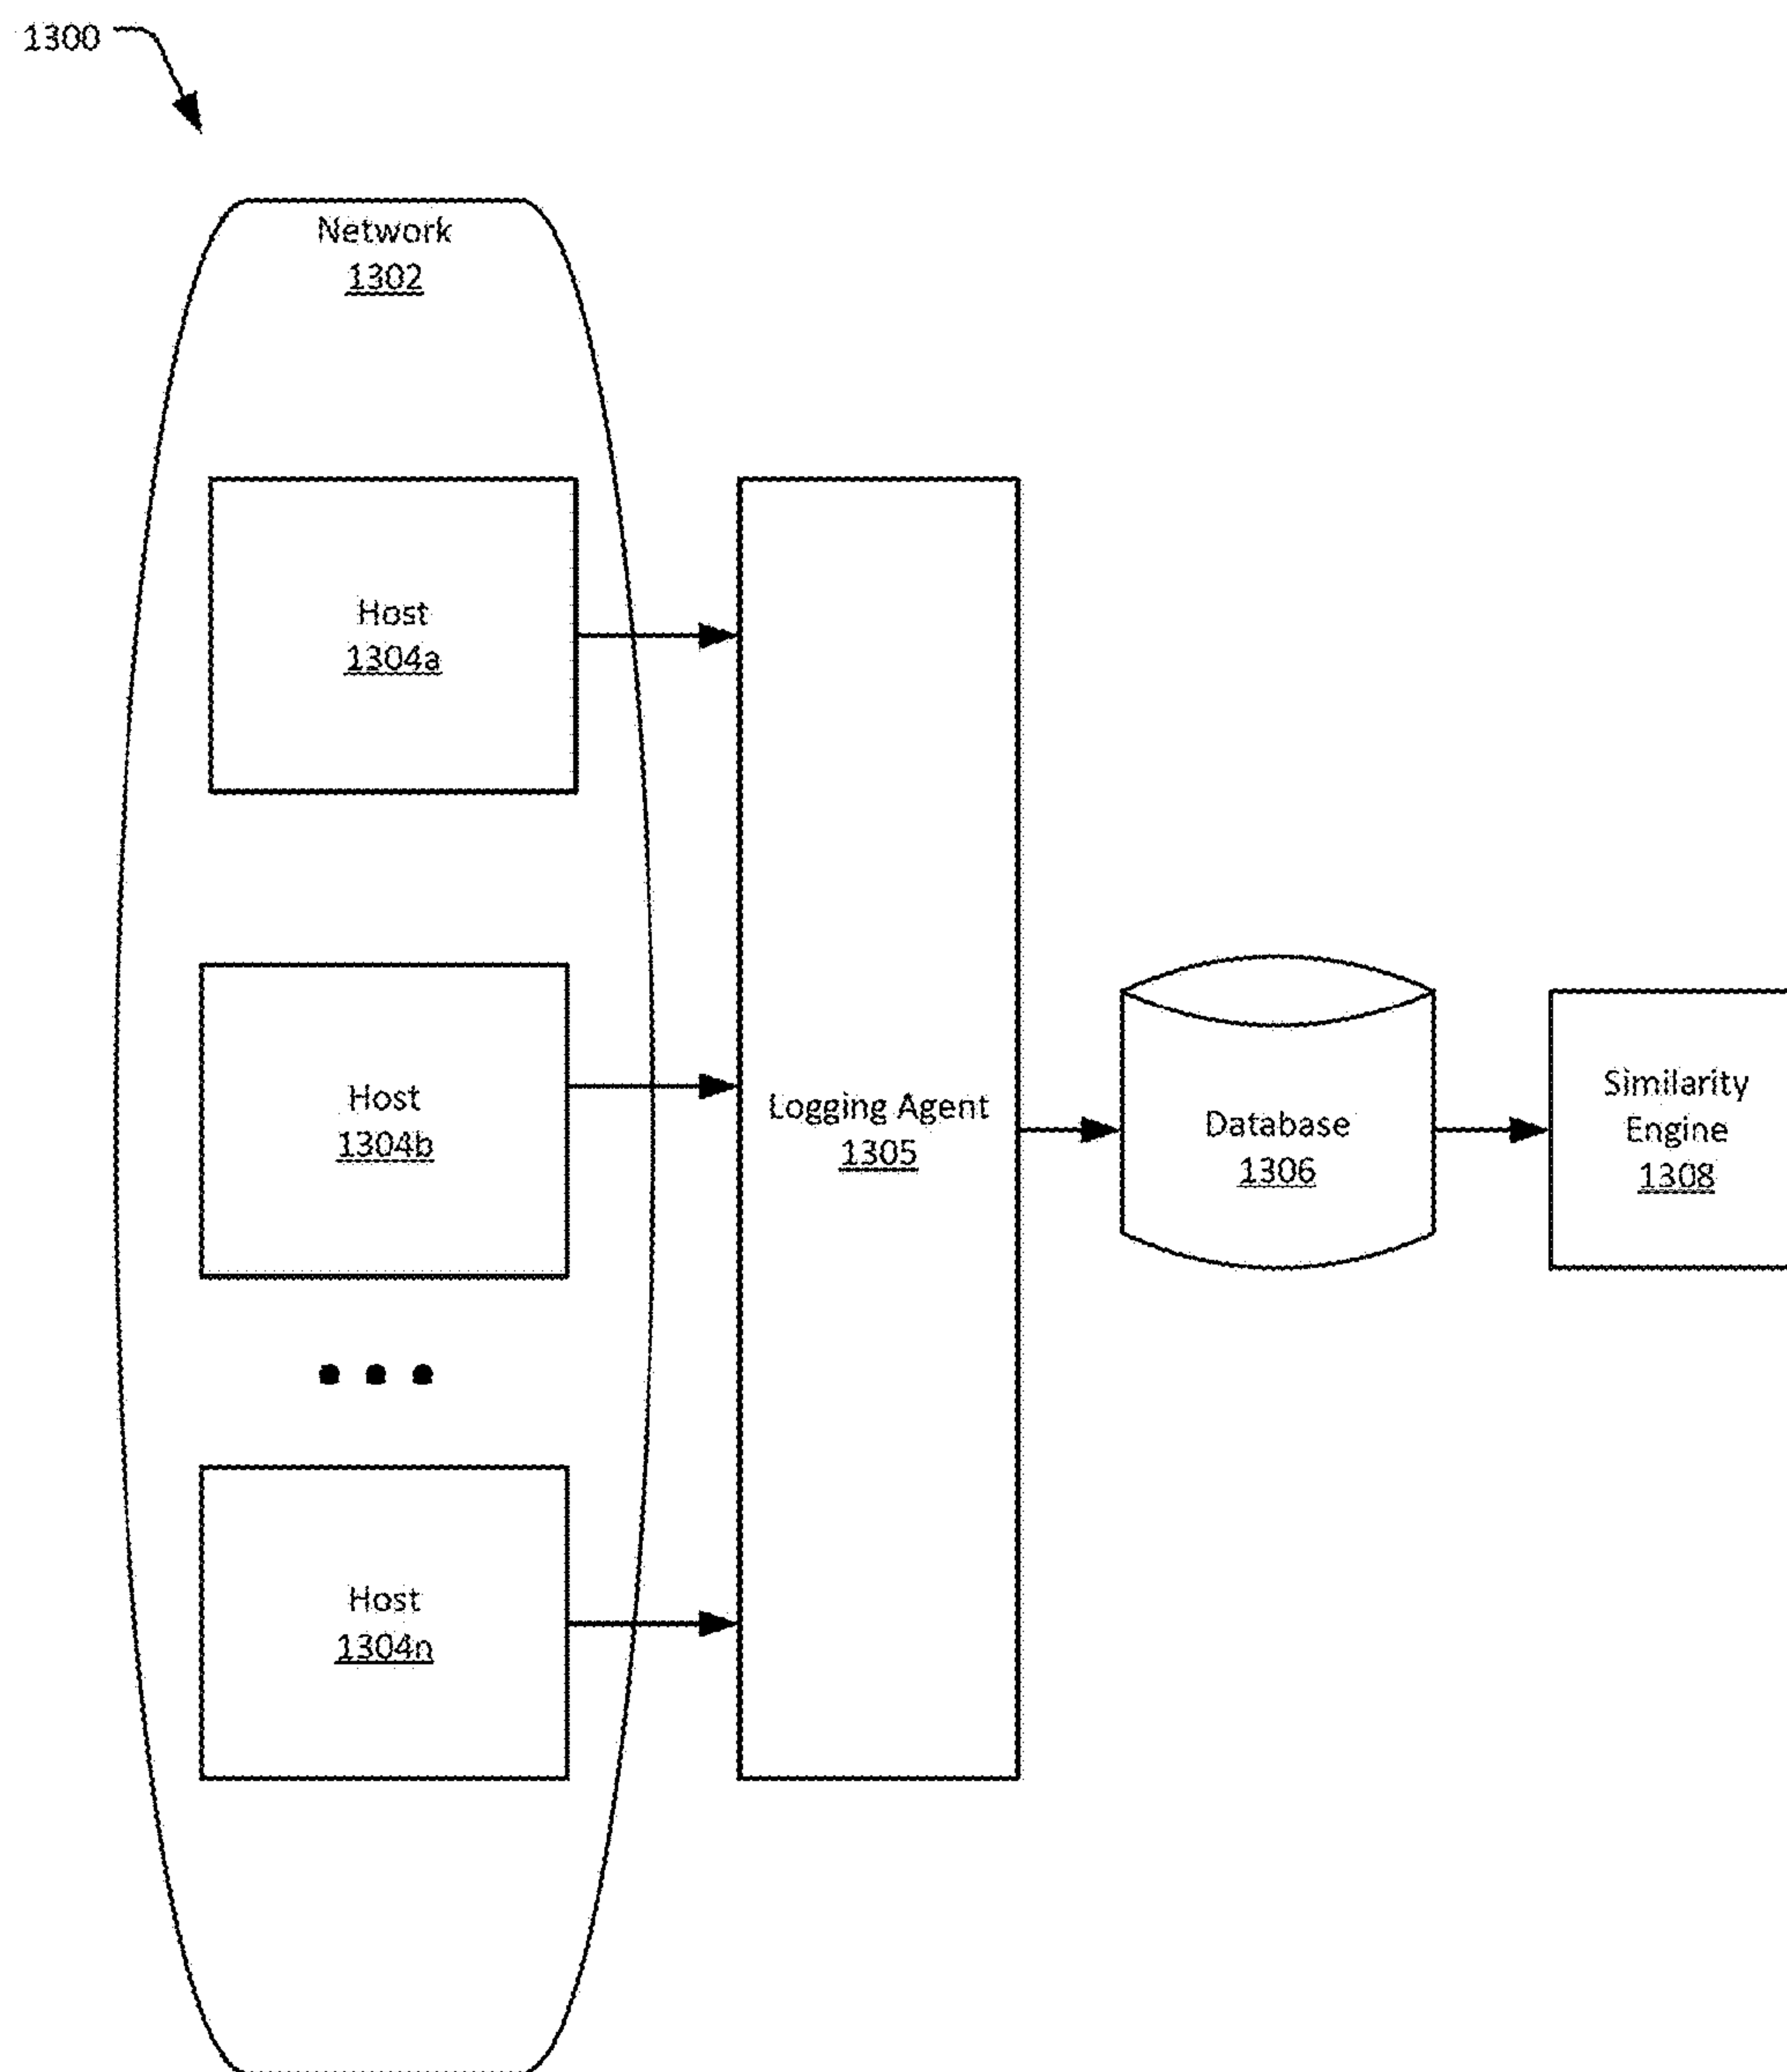 1300
Network
1302
Host
1304a
Host
1304b
Logging Agent
1305
Database
1306
Similarity
Engine
1308
Host
1304n